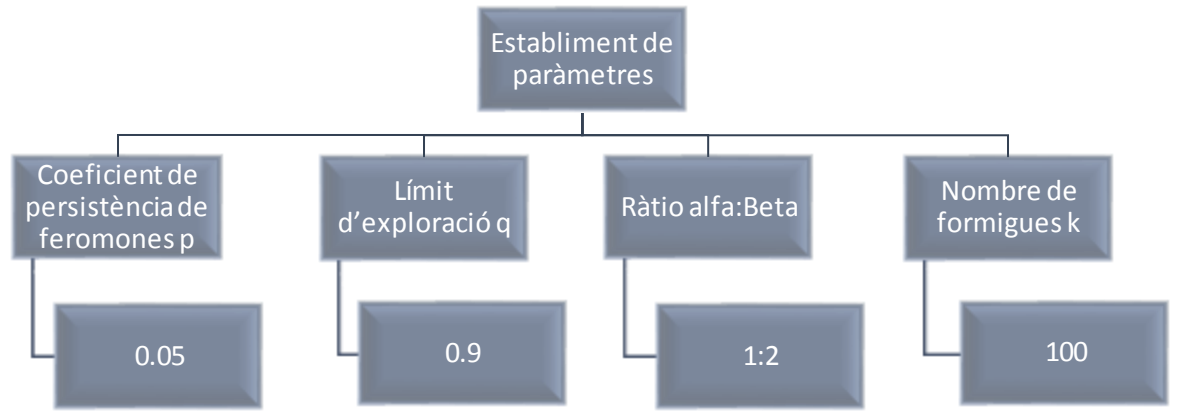 Establiment de
paràmetres
Coeficient de
persistència de
feromones p
Límit
d'exploració q
Ràtio alfa:Beta
Nombre de
formigues k
0.05
0.9
1:2
100